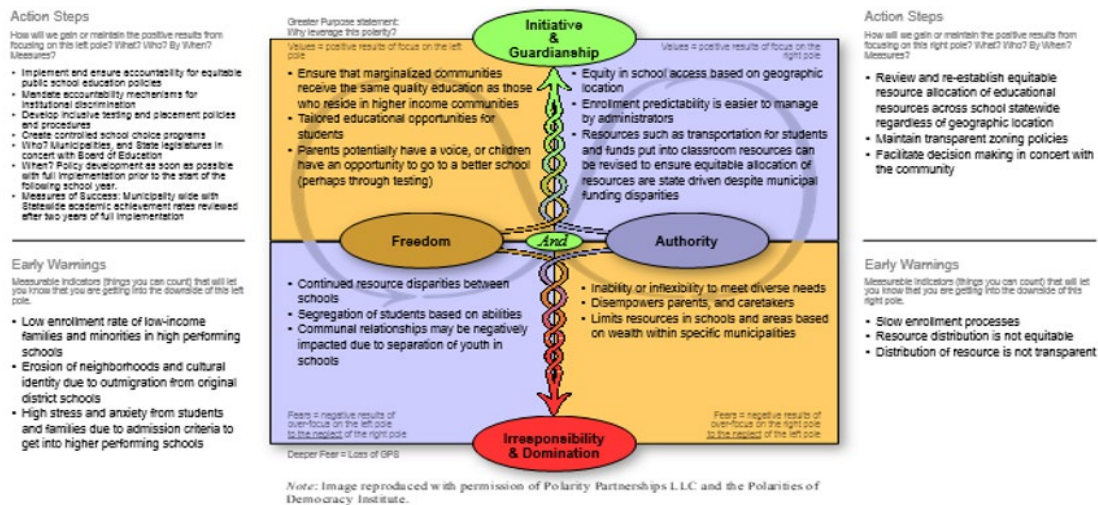 Action Steps
How will we gain or maintain the positive results from
focusing on this left pole? What? Who? By When?
Measures?
• Implement and ensure accountability for equitable
public school education policies
• Mandate accountability mechanisms for
institutional discrimination
• Develop inclusive testing and placement policies
and procedures
• Create controlled school choice programs
• Who? Municipalities, and State legislatures in
concert with Board of Education
• When? Policy development as soon as possible
with full implementation prior to the start of the
following school year.
• Measures of Success: Municipality wide with
Statewide academic achievement rates reviewed
after two years of full implementation
Early Warnings
Measurable indicators (things you can count) that will let
you know that you are getting into the downside of this left
pole.
• Low enrollment rate of low-income
families and minorities in high performing
schools
• Erosion of neighborhoods and cultural
identity due to outmigration from original
district schools
• High stress and anxiety from students
and families due to admission criteria to
get into higher performing schools
Greater Purpose statement:
Why leverage this polarity?
Initiative
&
Guardianship
Values = positive results of focus on the left
pole
• Ensure that marginalized communities
receive the same quality education as those
who reside in higher income communities
• Tailored educational opportunities for
students
• Parents potentially have a voice, or children
have an opportunity to go to a better school
(perhaps through testing)
Values = positive results of focus on the
right pole
• Equity in school access based on geographic
location
• Enrollment predictability is easier to manage
by administrators
• Resources such as transportation for students
and funds put into classroom resources can
be revised to ensure equitable allocation of
resources are state driven despite municipal
funding disparities
Freedom
And
Authority
• Continued resource disparities between
schools
• Segregation of students based on abilities
• Communal relationships may be negatively
impacted due to separation of youth in
schools
Fears = negative results of
over-focus on the left pole
to the neglect of the right pole
• Inability or inflexibility to meet diverse needs
• Disempowers parents, and caretakers
• Limits resources in schools and areas based
on wealth within specific municipalities
Fears = negative results of
over-focus on the right pole
to the neglect of the left pole
Irresponsibility
& Domination
Deeper Fear = Loss of GPS
Note: Image reproduced with permission of Polarity Partnerships LLC and the Polarities of
Democracy Institute.
Action Steps
How will we gain or maintain the positive results from
focusing on this right pole? What? Who? By When?
Measures?
• Review and re-establish equitable
resource allocation of educational
resources across school statewide
regardless of geographic location
• Maintain transparent zoning policies
• Facilitate decision making in concert with
the community
Early Warnings
Measurable indicators (things you can count) that will let
you know that you are getting into the downside of this
right pole.
• Slow enrollment processes
• Resource distribution is not equitable
• Distribution of resource is not transparent